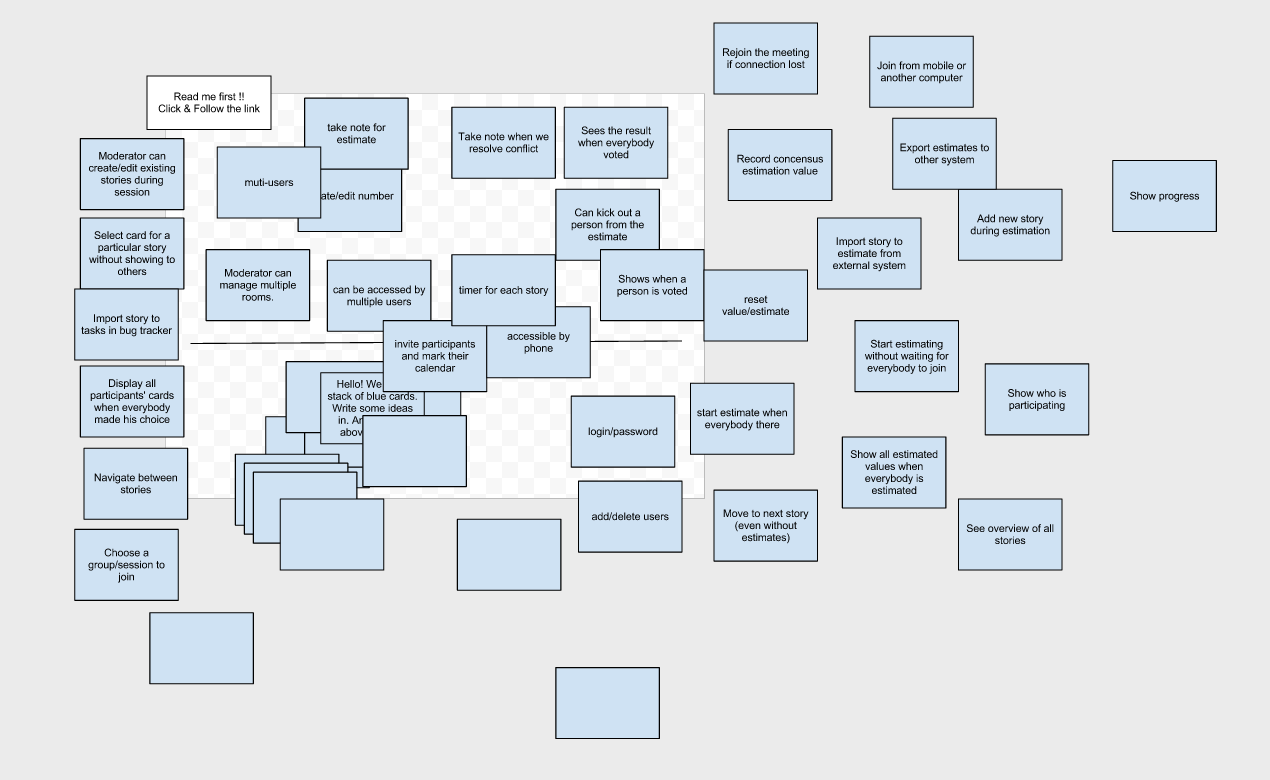 Rejoin the meeting
if connection lost
Join from mobile or
another computer
Read me first !!
Click & Follow the link
take note for
estimate
Take note when we
resolve conflict
Sees the result
when everybody
voted
Moderator can
create/edit existing
stories during
session
muti-users
ate/edit number
Record concensus
estimation value
Export estimates to
other system
Show progress
Can kick out a
person from the
estimate
Add new story
during estimation
Select card for a
particular story
without showing to
others
Moderator can
manage multiple
rooms.
can be accessed by
multiple users
timer for each story
Shows when a
person is voted
Import story to
estimate from
external system
reset
value/estimate
Import story to
tasks in bug tracker
invite participants
and mark their
calendar
accessible by
phone
Start estimating
without waiting for
everybody to join
Display all
participants' cards
when everybody
made his choice
Hello! We
stack of blue cards.
Write some ideas
in.
abov
login/password
start estimate when
everybody there
Show who is
participating
Navigate between
stories
Show all estimated
values when
everybody is
estimated
add/delete users
Move to next story
(even without
estimates)
See overview of all
stories
Choose a
group/session to
join